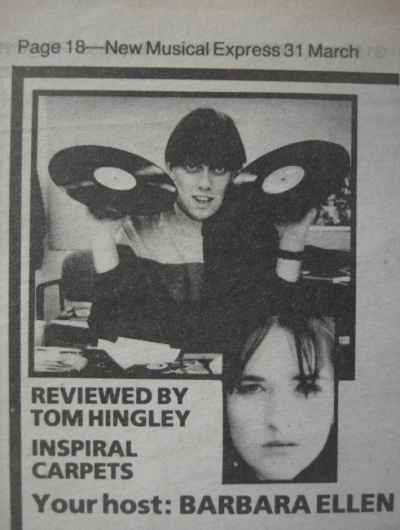 Page 18—New Musical Express 31 March
REVIEWED BY
TOM HINGLEY
INSPIRAL
CARPETS
Your host: BARBARA ELLEN